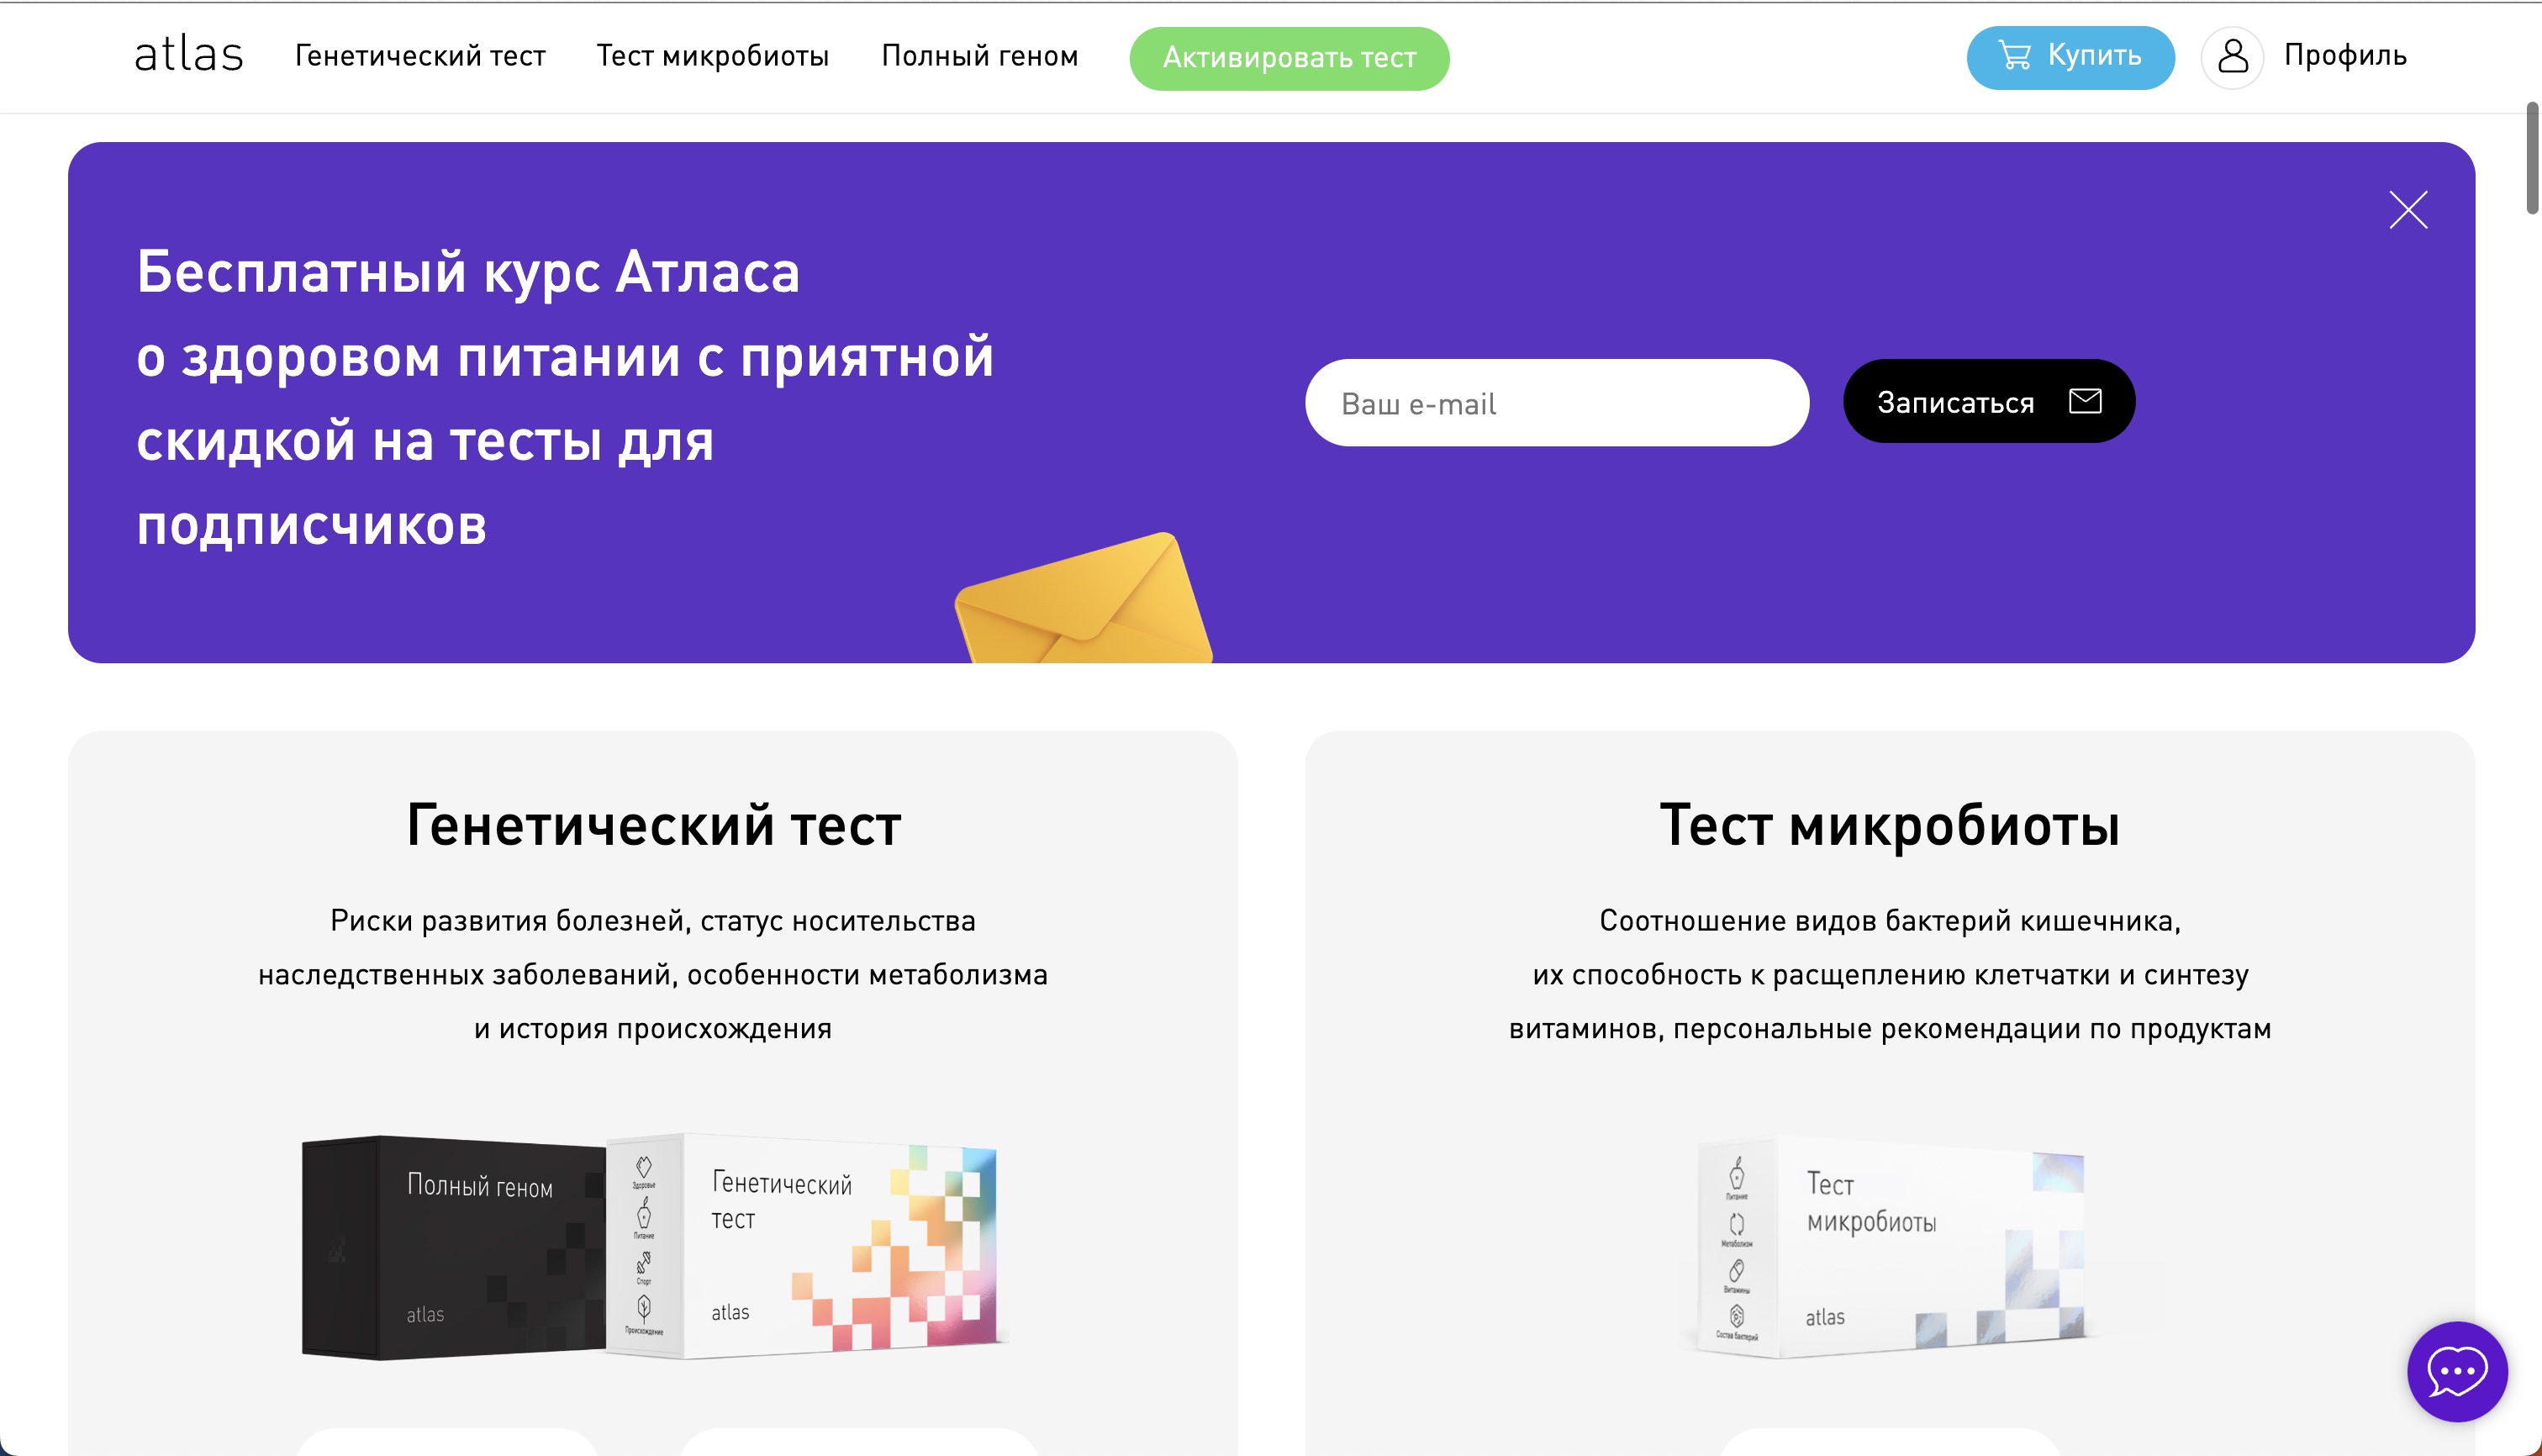 atlas
Генетический тест
Тест микробиоты
Полный геном
Активировать тест
Купить
Профиль
Бесплатный курс Атласа
о здоровом питании с приятной
скидкой на тесты для
подписчиков
Ваш e-mail
Записаться
Генетический тест
Риски развития болезней, статус носительства
наследственных заболеваний, особенности метаболизма
и история происхождения
Полный геном
atlas
Здоровье
Питание
Спорт
Происхождение
Генетический
тест
atlas
Тест микробиоты
Соотношение видов бактерий кишечника,
их способность к расщеплению клетчатки и синтезу
витаминов, персональные рекомендации по продуктам
Питание
Метаболизм
Витамины
Состав бактерий
Тест
микробиоты
atlas